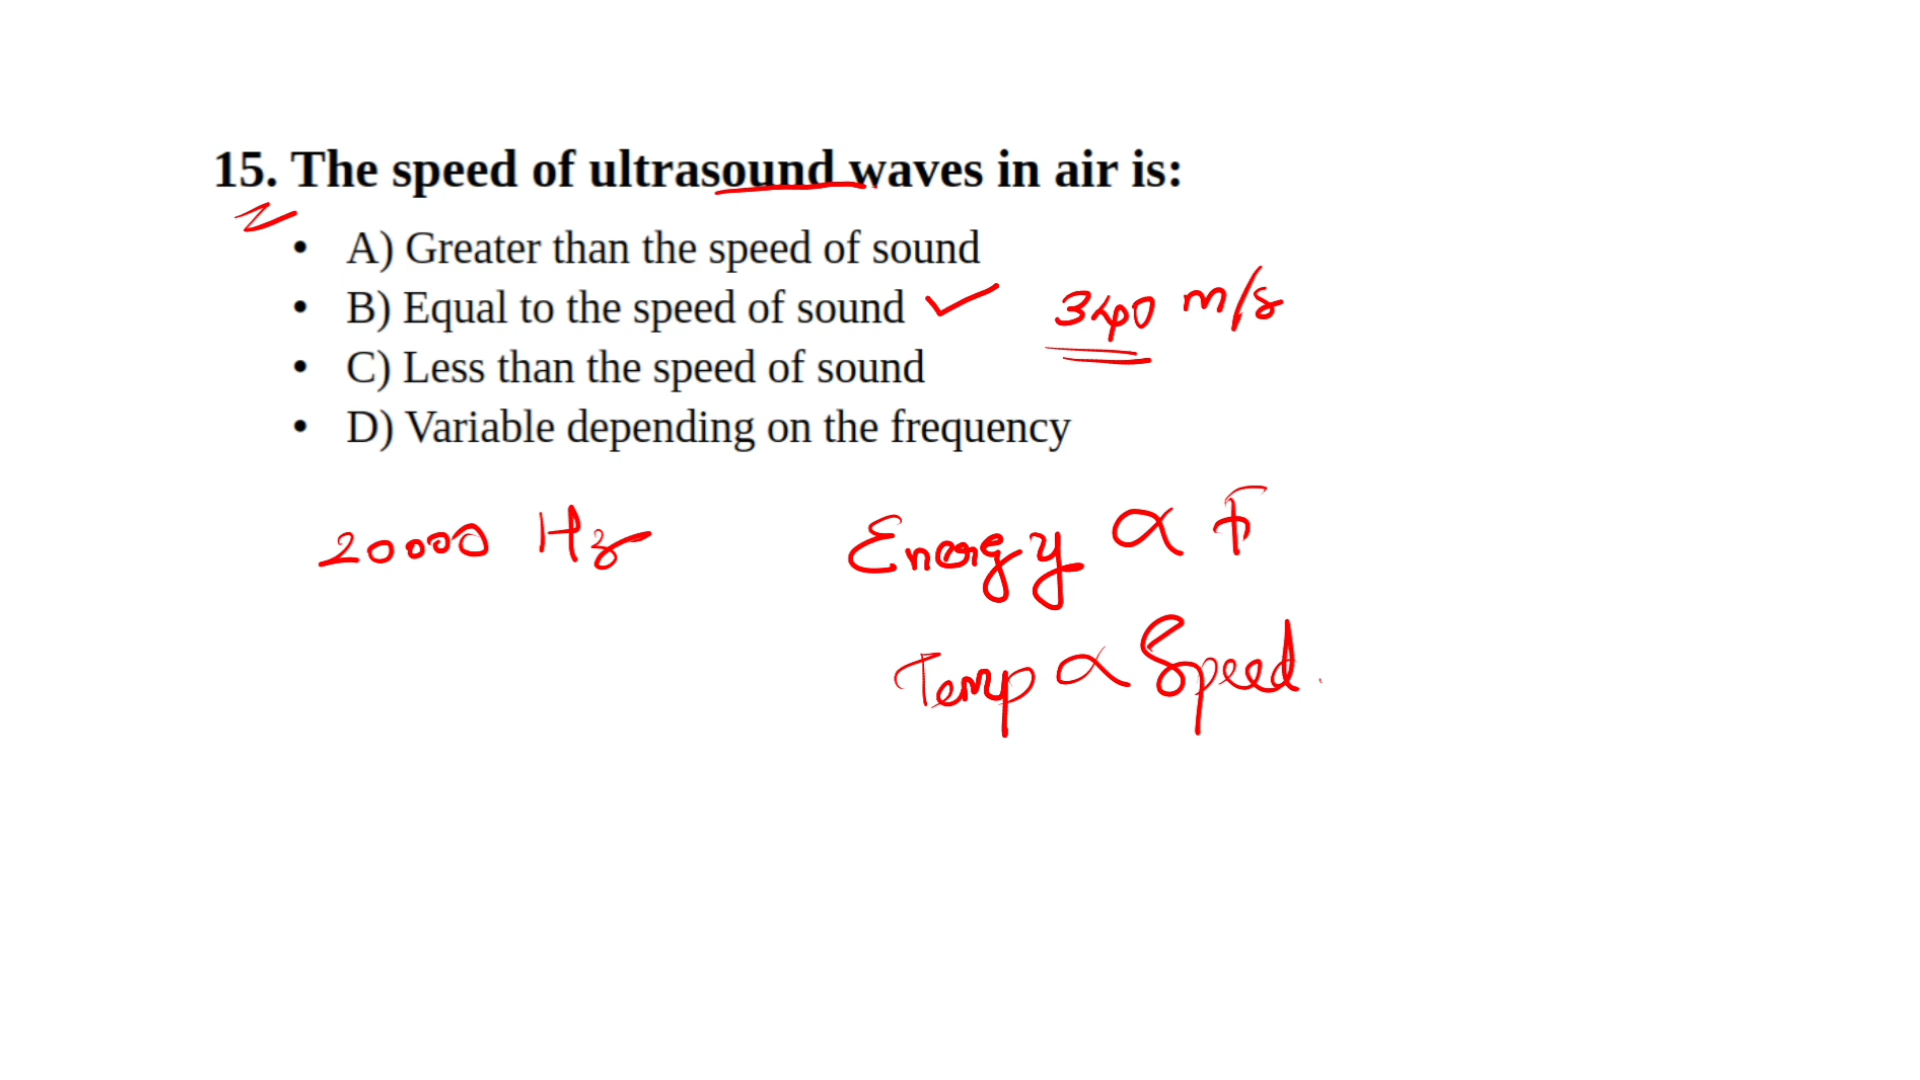 15. The speed of ultrasound waves in air is:
• A) Greater than the speed of sound
• B) Equal to the speed of sound ✓ 340 m/s
• C) Less than the speed of sound
• D) Variable depending on the frequency
20000 Hz Energy ∝ F
Temp ∝ Speed.